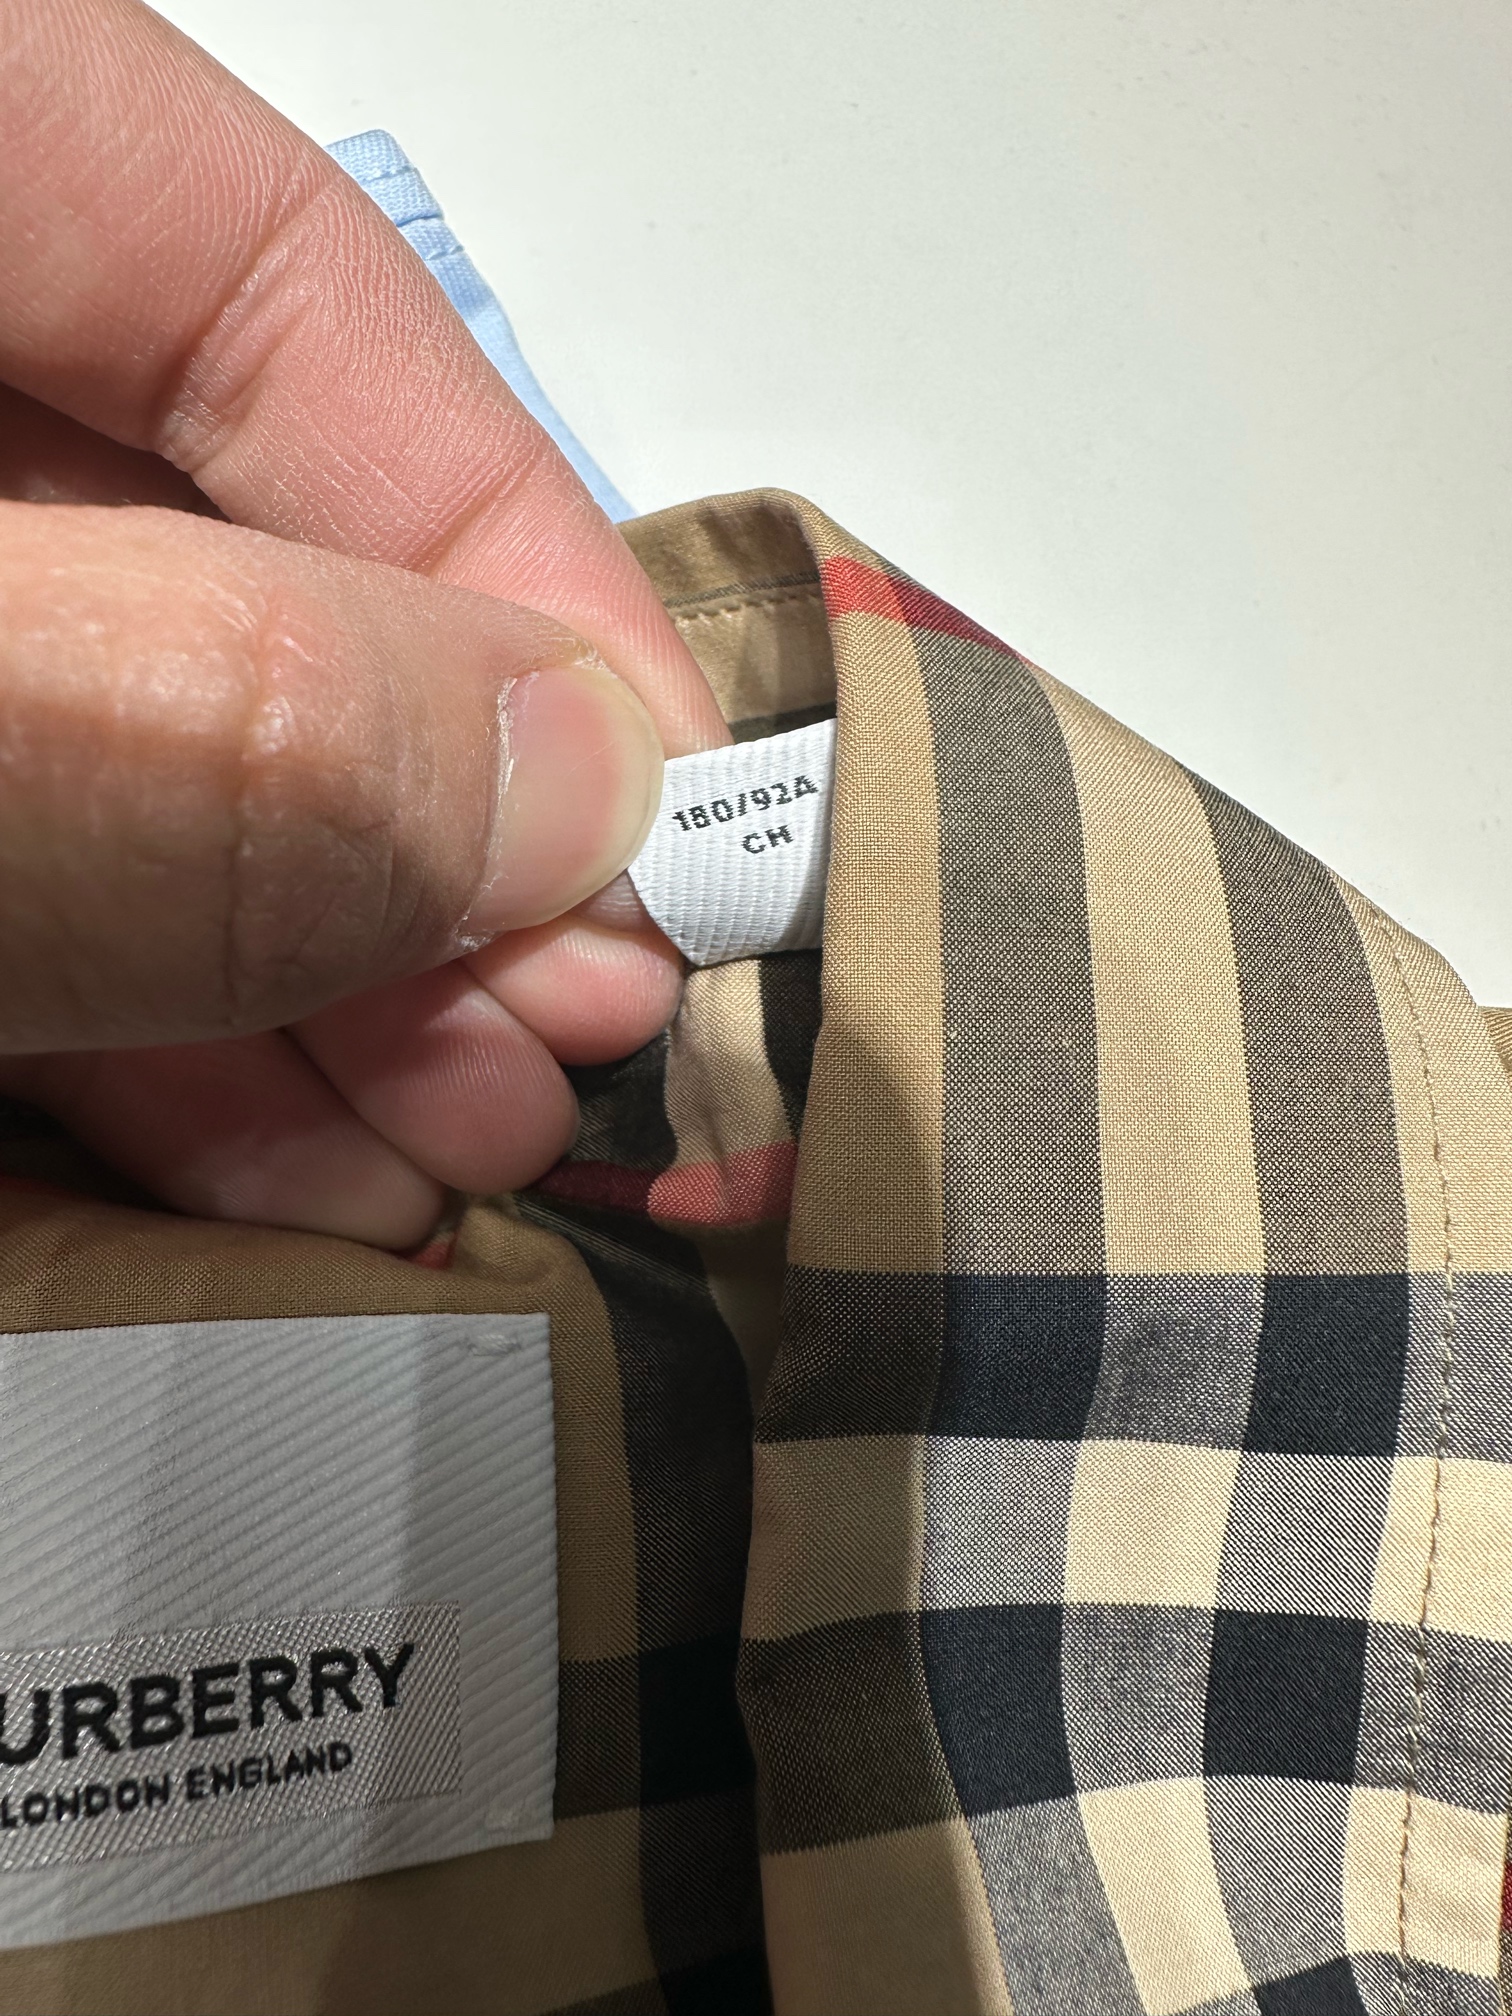 180/92A
CH
URBERRY
LONDON ENGLAND